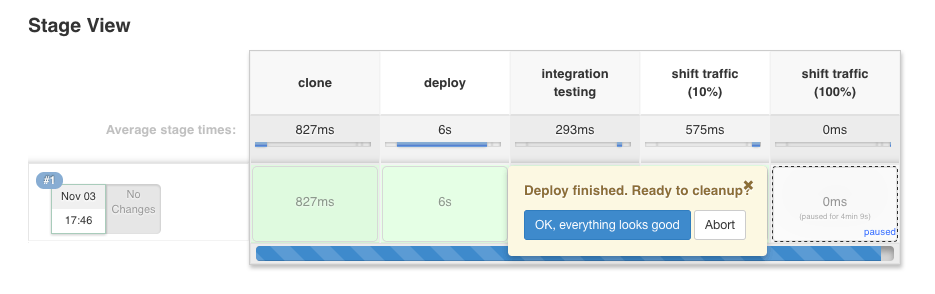 Stage View
clone
deploy
integration
testing
shift traffic
(10%)
shift traffic
(100%)
Average stage times:
827ms
6s
293ms
575ms
0ms
#1
Nov 03
17:46
No
Changes
827ms
6s
Deploy finished. Ready to cleanup?
OK, everything looks good
Abort
0ms
(paused for 4min 9s)
paused